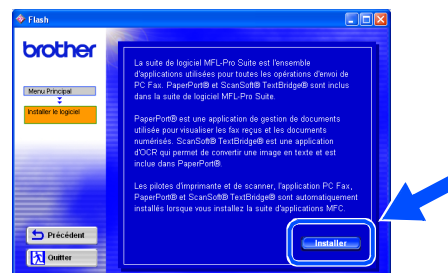 Flash
brother
Menu Principal
Installer le logiciel
La suite de logiciel MFL-Pro Suite est l'ensemble
d'applications utilisées pour toutes les opérations d'envoi de
PC Fax. PaperPort® et ScanSoft® TextBridge® sont inclus
dans la suite de logiciel MFL-Pro Suite.
PaperPort® est une application de gestion de documents
utilisée pour visualiser les fax reçus et les documents
numérisés. ScanSoft® TextBridge® est une application
d'OCR qui permet de convertir une image en texte et est
incluse dans PaperPort®.
Les pilotes d'imprimante et de scanner, l'application PC Fax,
PaperPort® et ScanSoft® TextBridge® sont automatiquement
installés lorsque vous installez la suite d'applications MFC.
Précédent
Quitter
Installer